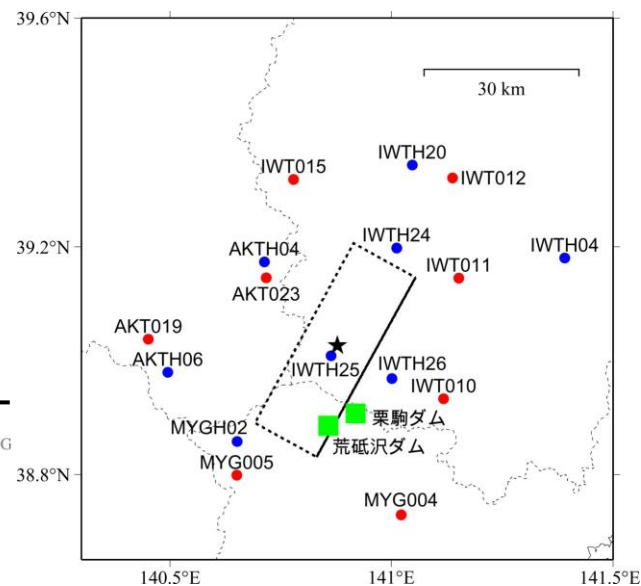 39.6°N
30 km
IWTH20
IWT015
IWT012
IWTH24
IWTH04
AKTH04
39.2°N
IWT011
AKT023
AKT019
AKTH06
IWTH25
IWTH26
IWT010
MYGH02
栗駒ダム
荒砥沢ダム
G
MYG005
38.8°N
MYG004
140.5°E
141°E
141.5°E